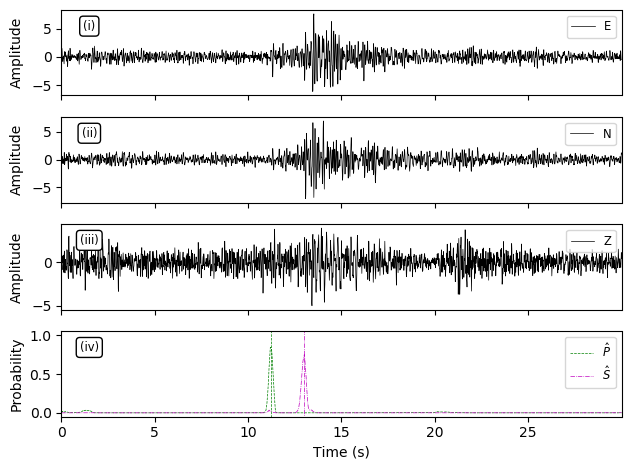 (i)
E
Amplitude
5
0
−5
(ii)
N
Amplitude
5
0
−5
(iii)
Z
Amplitude
0
−5
(iv)
P̂
Ŝ
Probability
1.0
0.5
0.0
0 5 10 15 20 25
Time (s)